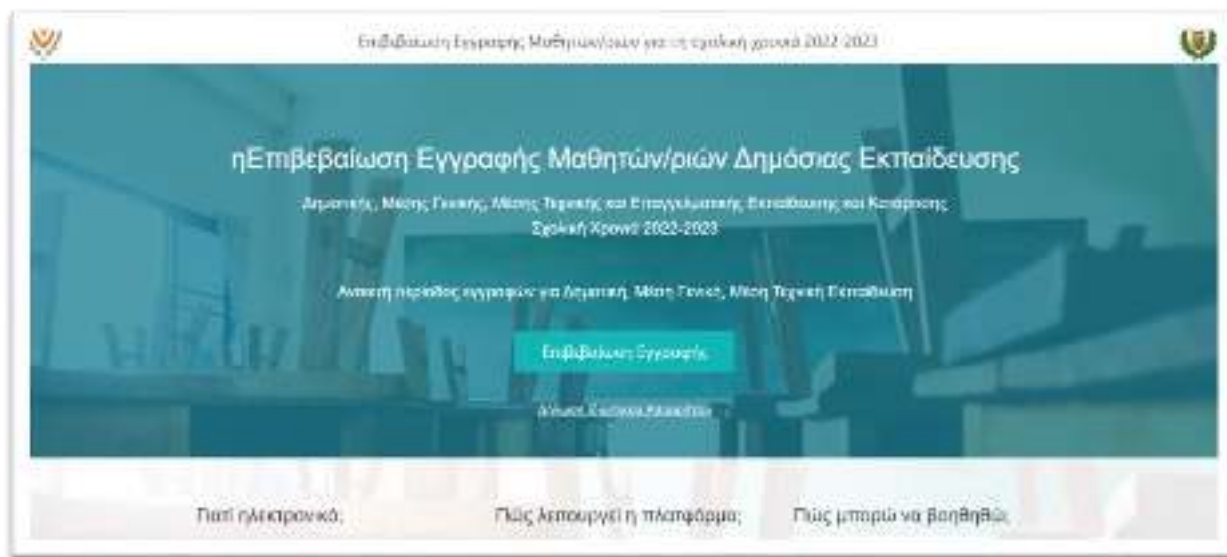 Επιβεβαίωση Εγγραφής Μαθητών/ριών για τη σχολική χρονιά 2022-2023
ηΕπιβεβαίωση Εγγραφής Μαθητών/ριών Δημόσιας Εκπαίδευσης
Δημοτικής, Μέσης Γενικής, Μέσης Τεχνικής και Επαγγελματικής Εκπαίδευσης και Κατάρτισης
Σχολική Χρονιά 2022-2023
Ανοικτή περίοδος εγγραφών για Δημοτική, Μέση Γενική, Μέση Τεχνική Εκπαίδευση
Επιβεβαίωση Εγγραφής
Γιατί ηλεκτρονικά;
Πώς λειτουργεί η πλατφόρμα;
Πώς μπορώ να βοηθηθώ;